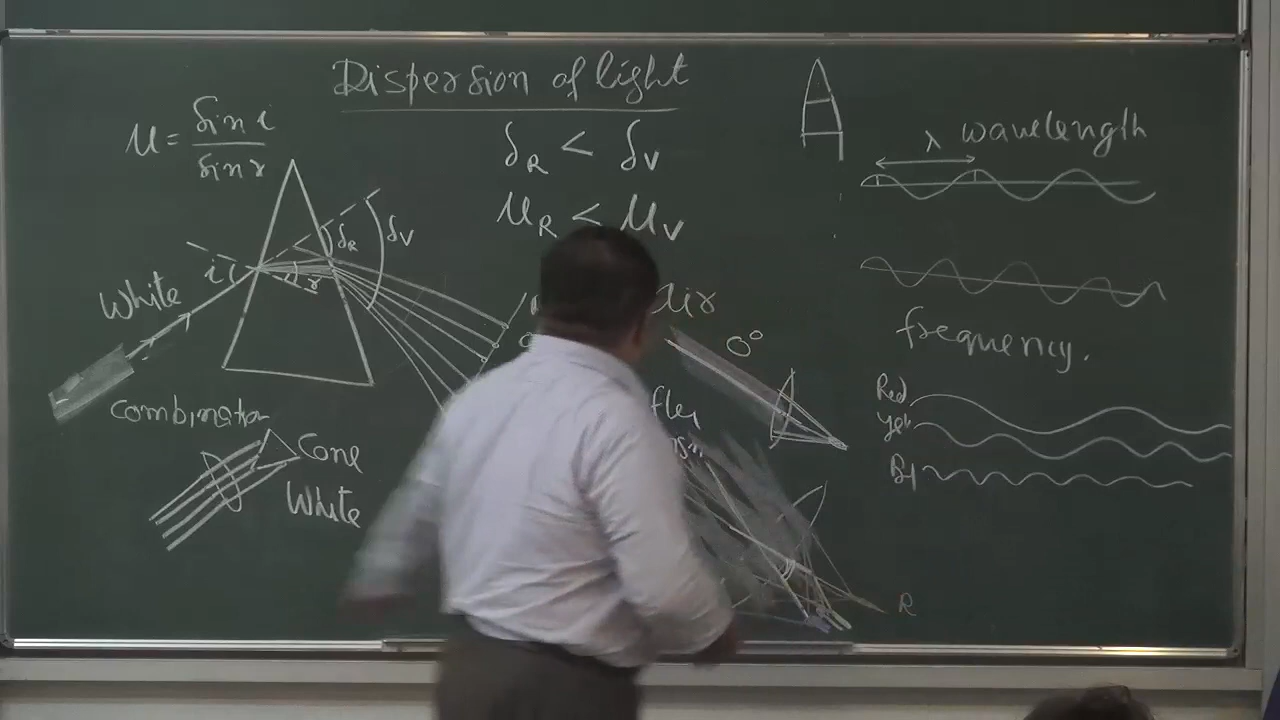 Dispersion of light
μ = sin i / sin r
δR < δV
μR < μV
λ wavelength
δR
δV
i
r
White
0°
frequency.
Red
Yel
Bl
Combination
Cone
White
R